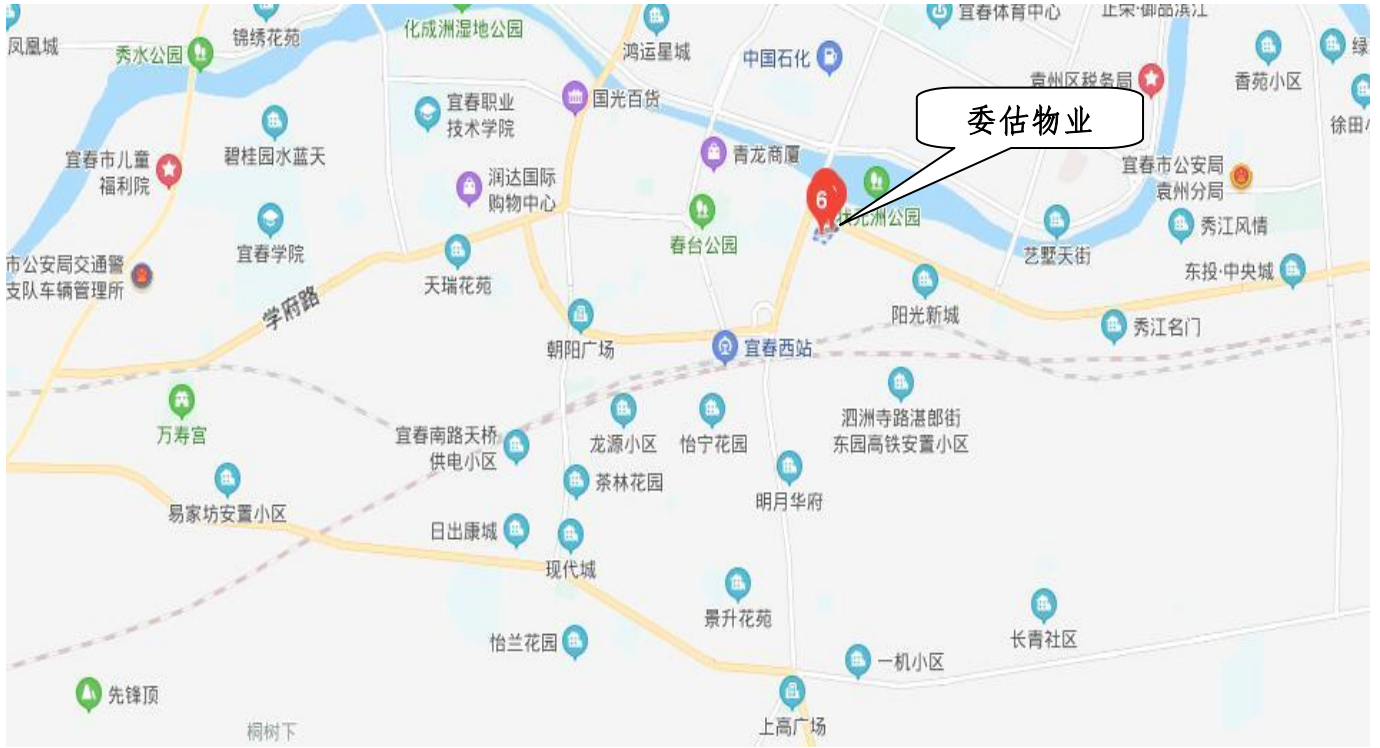 宜春体育中心
凤凰城
秀水公园
锦绣花苑
化成洲湿地公园
鸿运星城
中国石化
袁州区税务局
香苑小区
绿
宜春职业
技术学院
国光百货
委估物业
徐田小
宜春市儿童
福利院
碧桂园水蓝天
青龙商厦
宜春市公安局
袁州分局
润达国际
购物中心
6
状元洲公园
宜春学院
春台公园
秀江风情
艺墅天街
市公安局交通警
支队车辆管理所
天瑞花苑
东投·中央城
学府路
阳光新城
朝阳广场
宜春西站
秀江名门
万寿宫
宜春南路天桥
供电小区
龙源小区
怡宁花园
泗洲寺路湛郎街
东园高铁安置小区
茶林花园
明月华府
易家坊安置小区
日出康城
现代城
景升花苑
长青社区
怡兰花园
一机小区
先锋顶
桐树下
上高广场